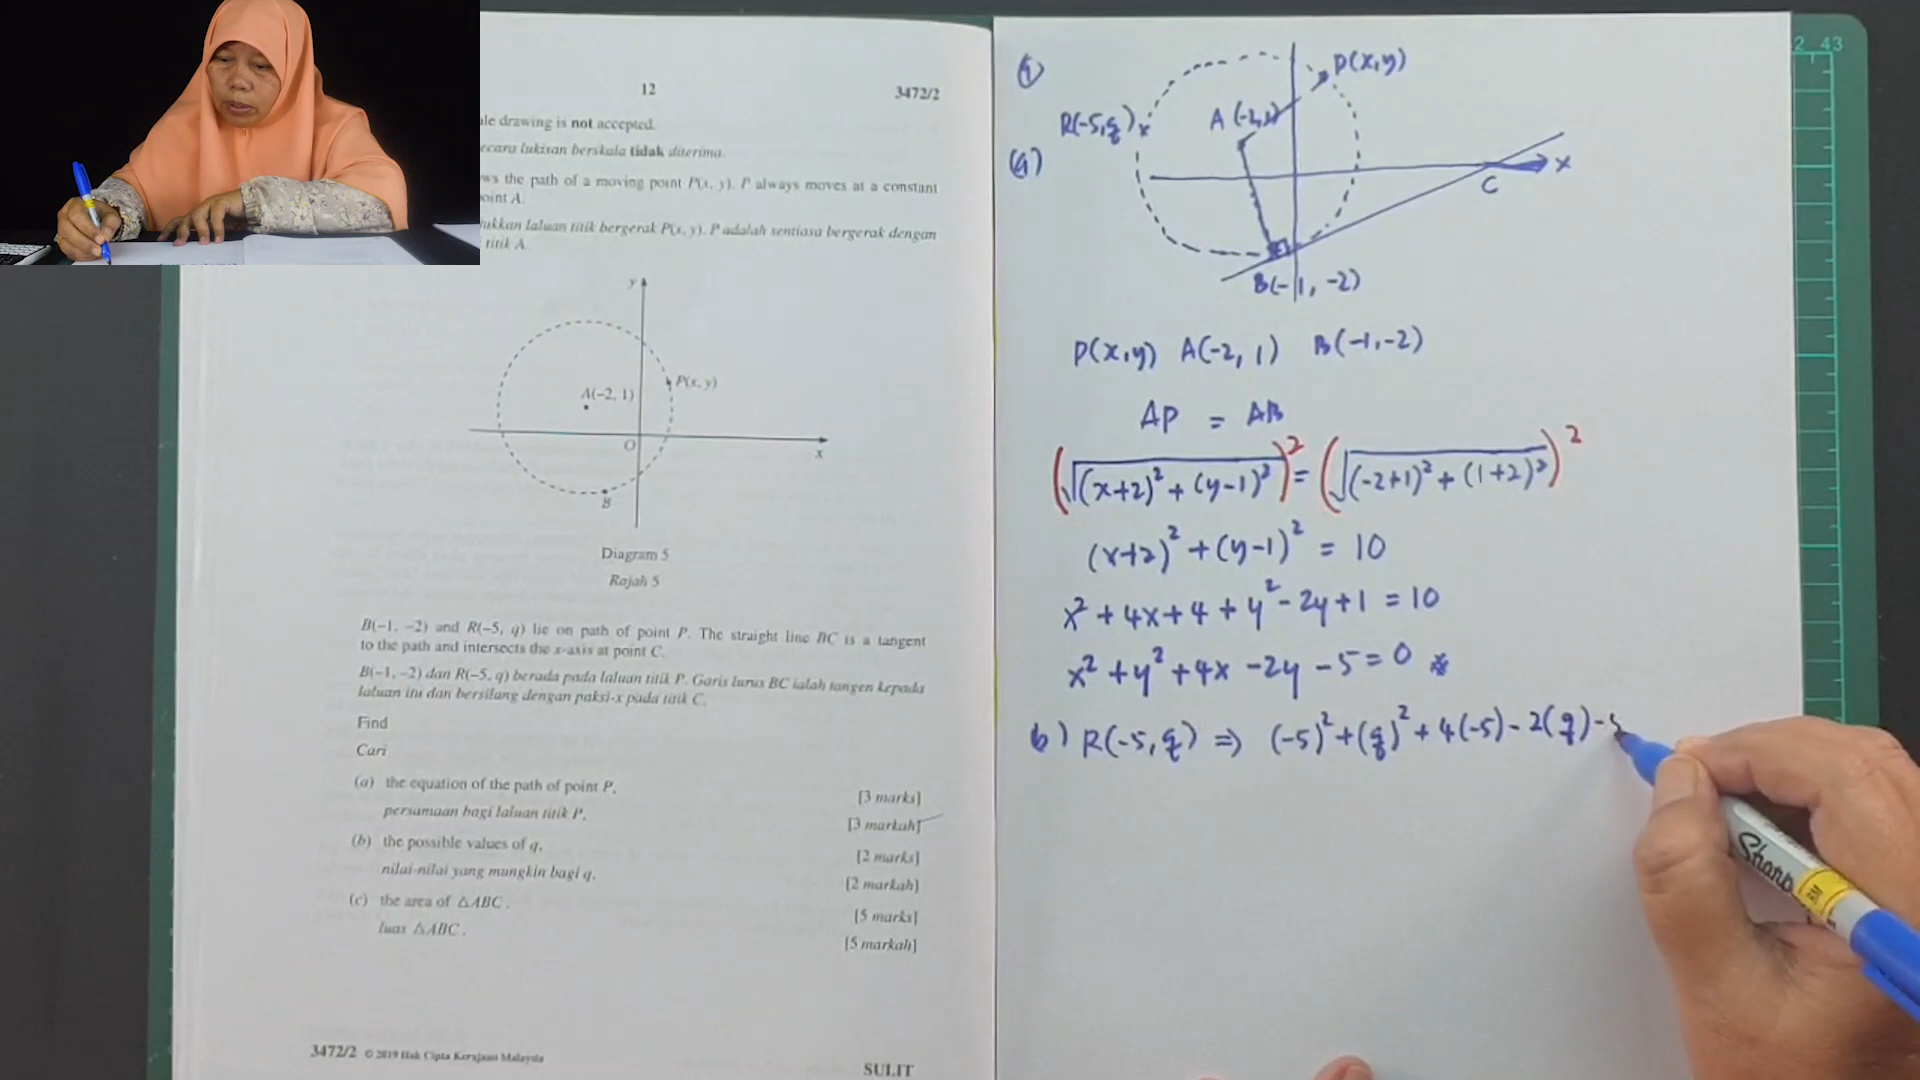 12
3472/2
ale drawing is not accepted.
ecara lukisan berskala tidak diterima.
ws the path of a moving point P(x, y). P always moves at a constant
oint A.
jukkan laluan titik bergerak P(x, y). P adalah sentiasa bergerak dengan
titik A.
y
A(−2, 1)
P(x, y)
O
x
B
Diagram 5
Rajah 5
B(−1, −2) and R(−5, q) lie on path of point P. The straight line BC is a tangent
to the path and intersects the x-axis at point C.
B(−1, −2) dan R(−5, q) berada pada laluan titik P. Garis lurus BC ialah tangen kepada
laluan itu dan bersilang dengan paksi-x pada titik C.
Find
Cari
(a) the equation of the path of point P,
[3 marks]
persamaan bagi laluan titik P,
[3 markah]
(b) the possible values of q,
[2 marks]
nilai-nilai yang mungkin bagi q,
[2 markah]
(c) the area of △ABC.
[5 marks]
luas △ABC.
[5 markah]
3472/2 © 2019 Hak Cipta Kerajaan Malaysia
SULIT
(a)
P(x,y)
R(-5,q)
A
x
C
B(-1, -2)
P(x,y) A(-2, 1) B(-1,-2)
AP = AB
(√(x+2)² + (y-1)²)² = (√(-2+1)² + (1+2)²)²
(x+2)² + (y-1)² = 10
x² + 4x + 4 + y² - 2y + 1 = 10
x² + y² + 4x - 2y - 5 = 0 *
b) R(-5, q) ⇒ (-5)² + (q)² + 4(-5) - 2(q) - 5
Sharp
43